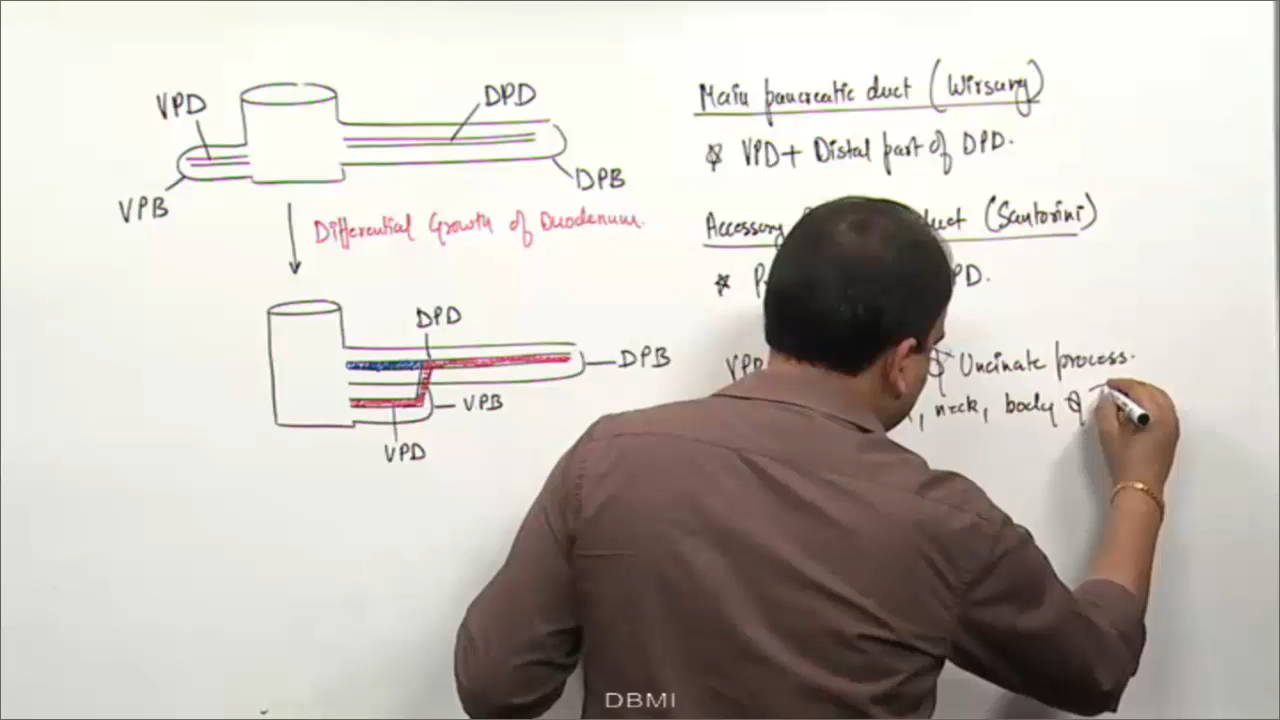 VPD
DPD
VPB
DPB
Differential Growth of Duodenum.
DPD
DPB
VPB
VPD
Main pancreatic duct (Wirsung)
☆ VPD + Distal part of DPD.
Accessory duct (Santorini)
☆ PD.
VPB & Uncinate process.
, neck, body &
DBMI